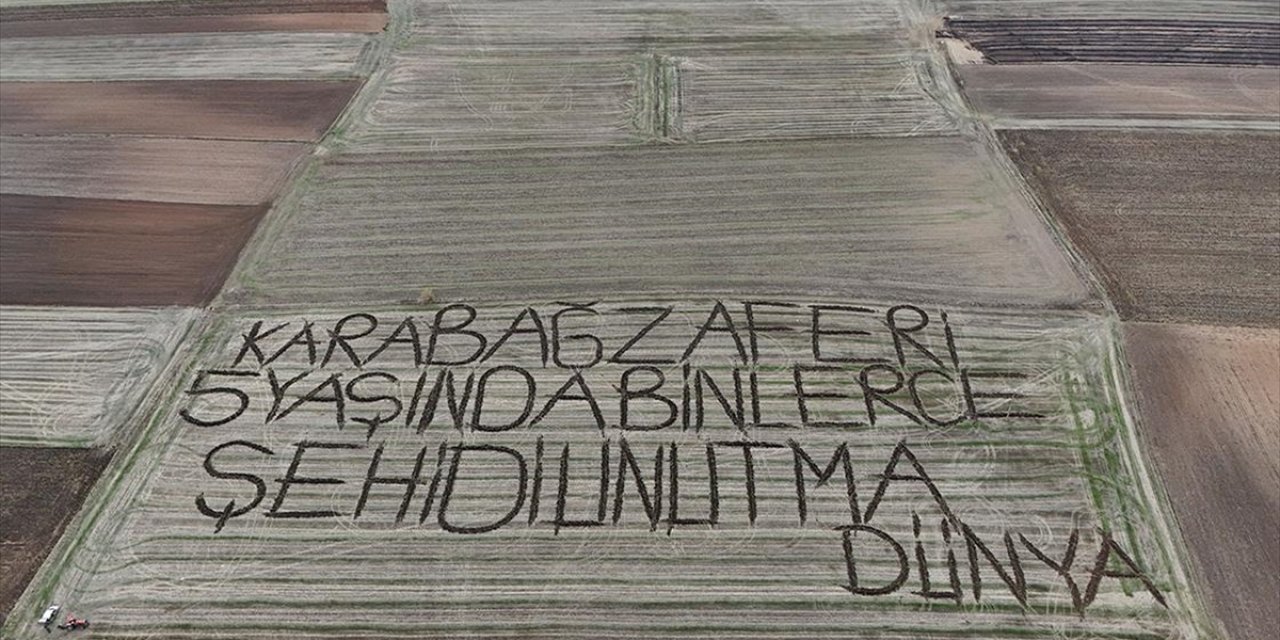 KARABAĞ ZAFERİ
5 YAŞINDA BİNLERCE
ŞEHİDİ UNUTMA
DÜNYA